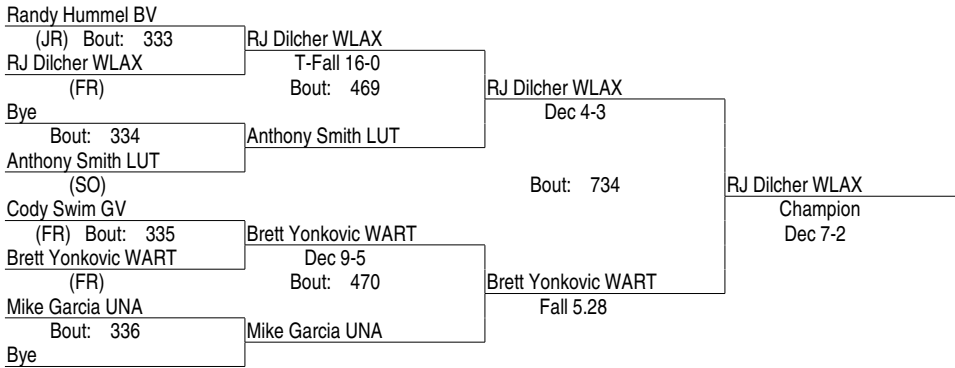 Randy Hummel BV
(JR) Bout: 333
RJ Dilcher WLAX
RJ Dilcher WLAX
T-Fall 16-0
(FR)
Bout: 469
RJ Dilcher WLAX
Bye
Dec 4-3
Bout: 334
Anthony Smith LUT
Anthony Smith LUT
(SO)
Bout: 734
RJ Dilcher WLAX
Cody Swim GV
Champion
(FR) Bout: 335
Brett Yonkovic WART
Dec 7-2
Brett Yonkovic WART
Dec 9-5
(FR)
Bout: 470
Brett Yonkovic WART
Mike Garcia UNA
Fall 5.28
Bout: 336
Mike Garcia UNA
Bye